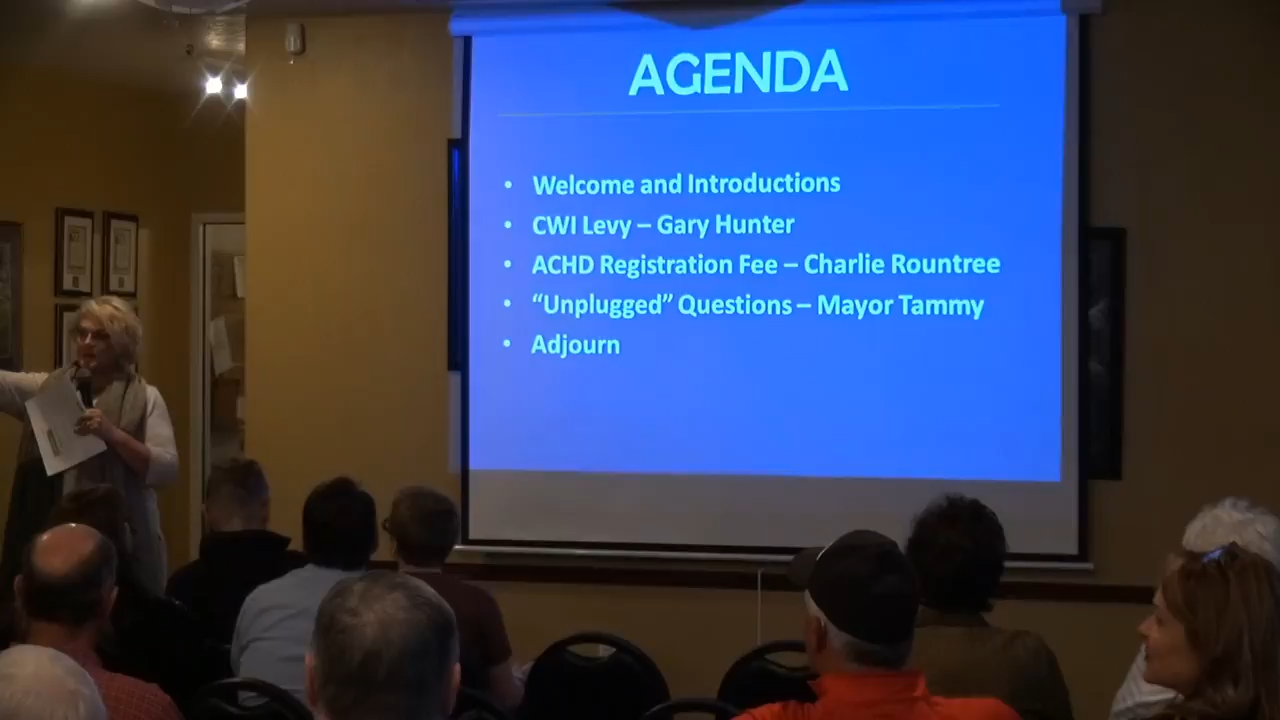 AGENDA
• Welcome and Introductions
• CWI Levy – Gary Hunter
• ACHD Registration Fee – Charlie Rountree
• “Unplugged” Questions – Mayor Tammy
• Adjourn